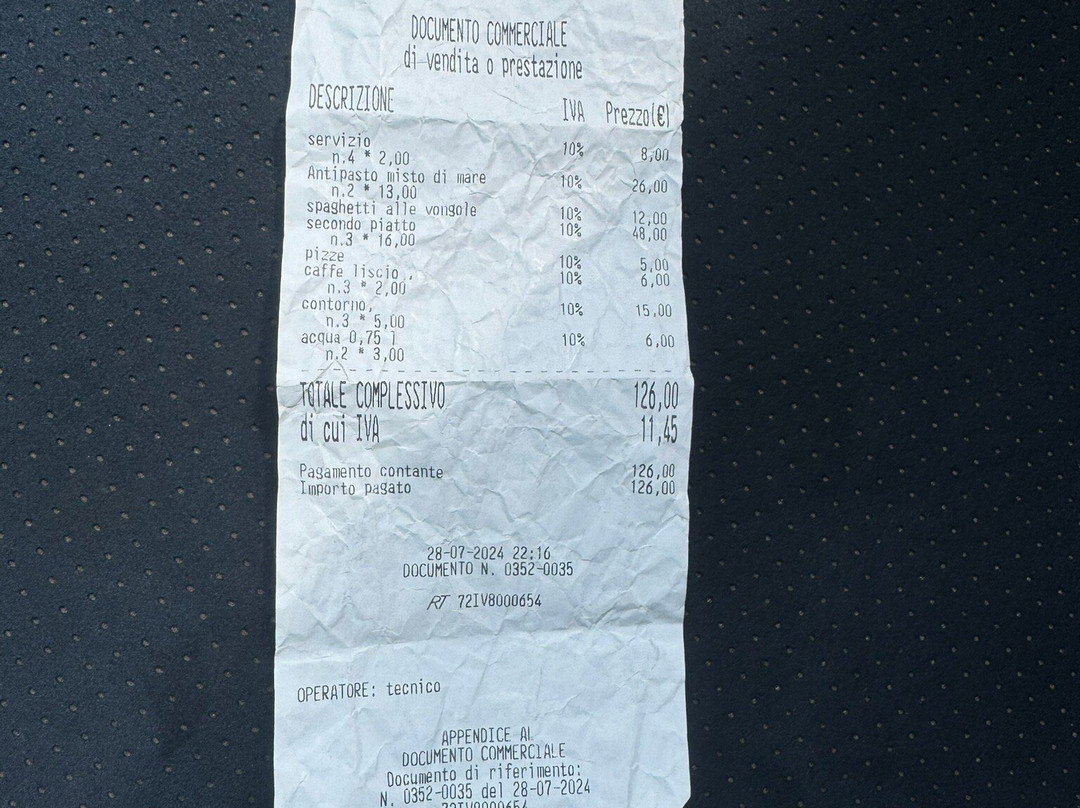 DOCUMENTO COMMERCIALE
di vendita o prestazione
DESCRIZIONE IVA Prezzo(€)
servizio
n.4 * 2,00 10% 8,00
Antipasto misto di mare
n.2 * 13,00 10% 26,00
spaghetti alle vongole 10% 12,00
secondo piatto 10% 48,00
n.3 * 16,00
pizze 10% 5,00
caffe liscio , 10% 6,00
n.3 * 2,00
contorno, 10% 15,00
n.3 * 5,00
acqua 0,75 l 10% 6,00
n.2 * 3,00
TOTALE COMPLESSIVO 126,00
di cui IVA 11,45
Pagamento contante 126,00
Importo pagato 126,00
28-07-2024 22:16
DOCUMENTO N. 0352-0035
RT 72IV8000654
OPERATORE: tecnico
APPENDICE AL
DOCUMENTO COMMERCIALE
Documento di riferimento:
N. 0352-0035 del 28-07-2024
72IV8000654